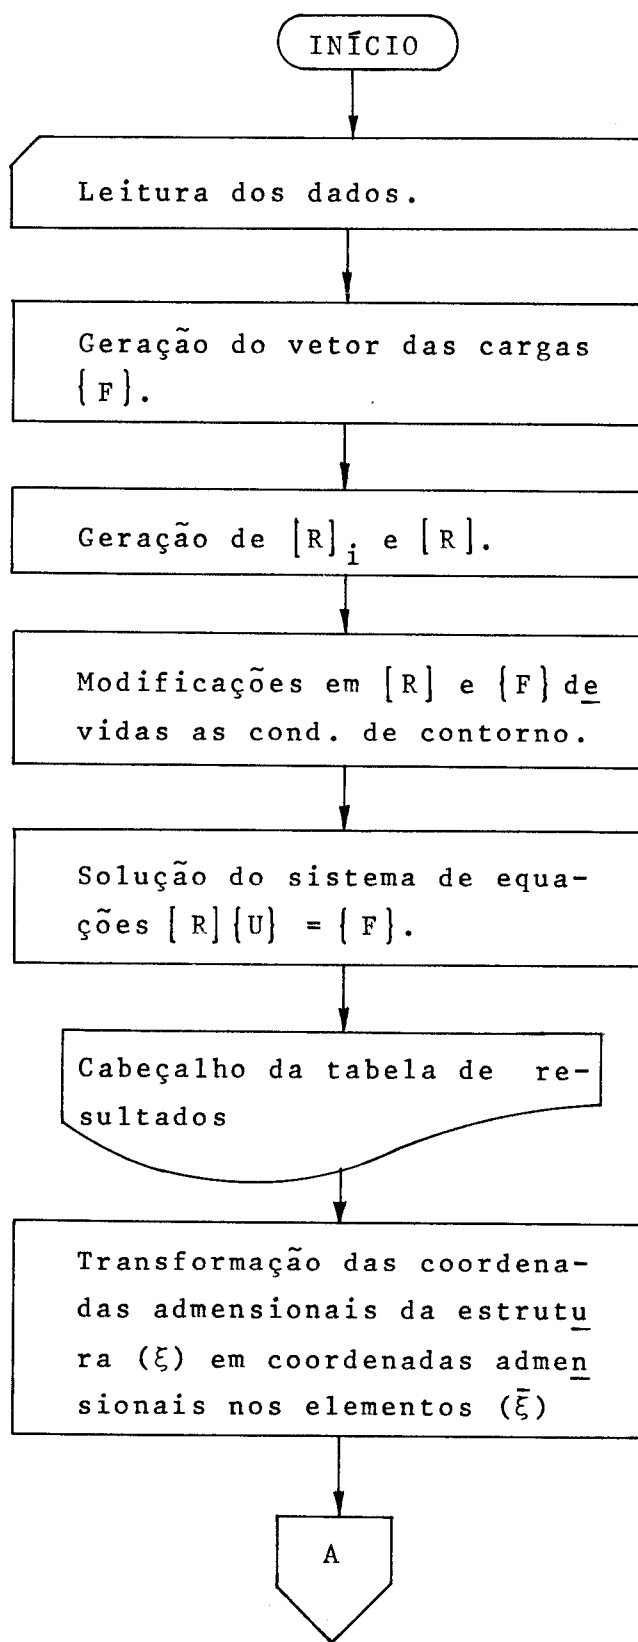 INÍCIO
Leitura dos dados.
Geração do vetor das cargas
{F}.
Geração de [R]i e [R].
Modificações em [R] e {F} de
vidas as cond. de contorno.
Solução do sistema de equa-
ções [R]{U} = {F}.
Cabeçalho da tabela de re-
sultados
Transformação das coordena-
das admensionais da estrutu
ra (ξ) em coordenadas admen
sionais nos elementos (ξ̄)
A